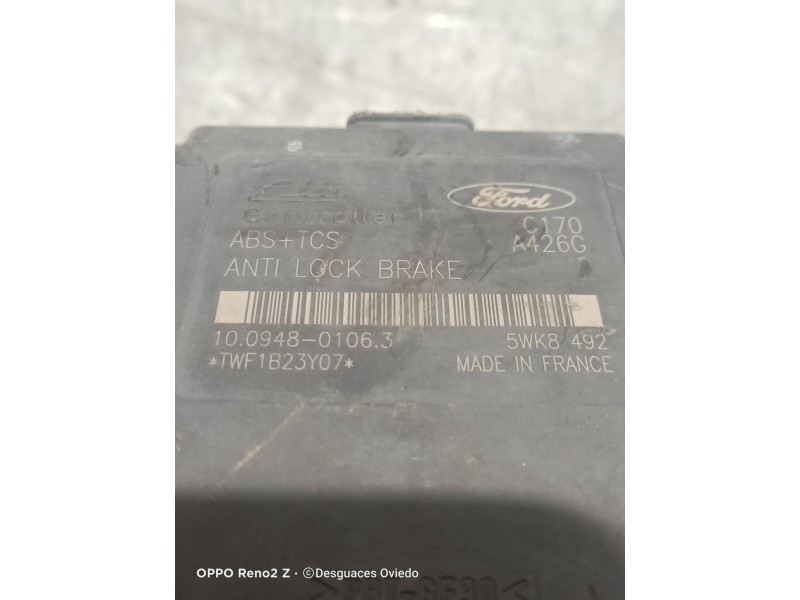 Ford
Controller
C170
ABS+TCS
A426G
ANTI LOCK BRAKE
10.0948-0106.3
5WK8 492
*TWF1B23Y07*
MADE IN FRANCE
OPPO Reno2 Z · ©Desguaces Oviedo